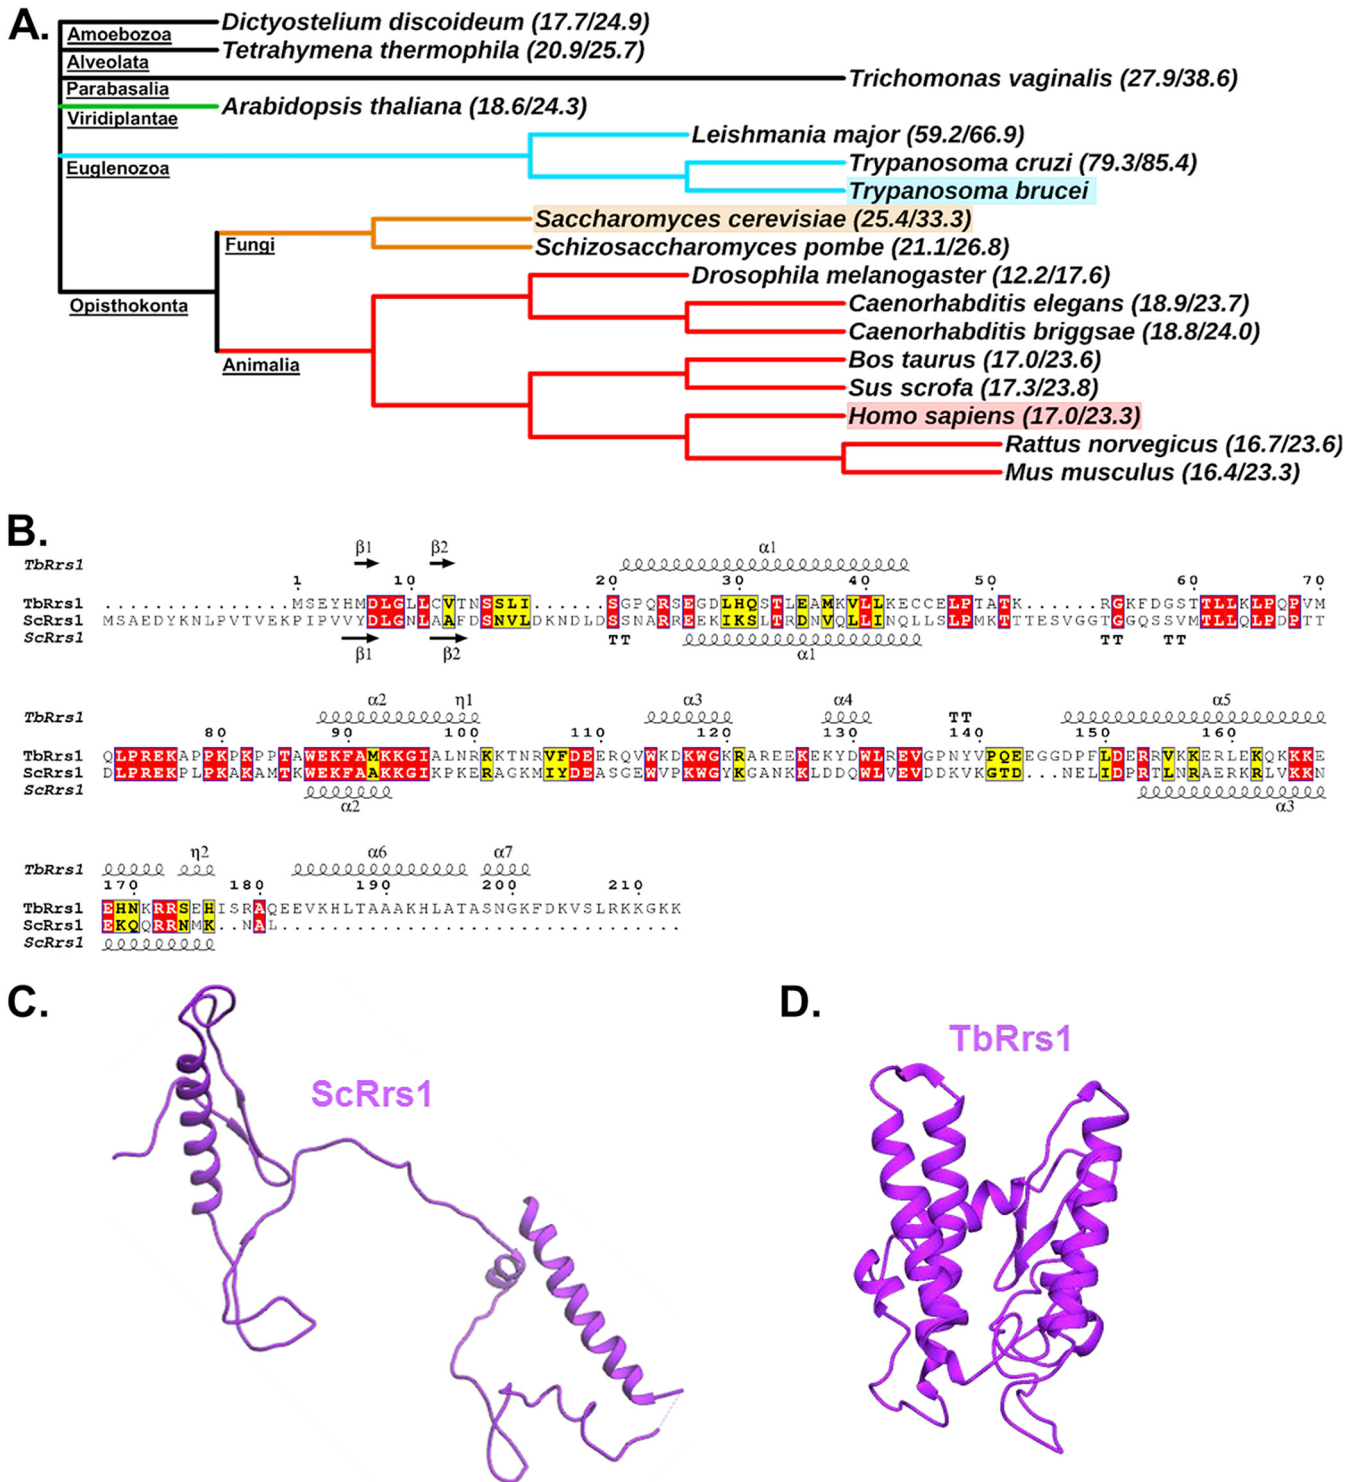 A.
Dictyostelium discoideum (17.7/24.9)
Amoebozoa
Tetrahymena thermophila (20.9/25.7)
Alveolata
Trichomonas vaginalis (27.9/38.6)
Parabasalia
Arabidopsis thaliana (18.6/24.3)
Viridiplantae
Leishmania major (59.2/66.9)
Euglenozoa
Trypanosoma cruzi (79.3/85.4)
Trypanosoma brucei
Saccharomyces cerevisiae (25.4/33.3)
Fungi
Schizosaccharomyces pombe (21.1/26.8)
Drosophila melanogaster (12.2/17.6)
Opisthokonta
Caenorhabditis elegans (18.9/23.7)
Caenorhabditis briggsae (18.8/24.0)
Animalia
Bos taurus (17.0/23.6)
Sus scrofa (17.3/23.8)
Homo sapiens (17.0/23.3)
Rattus norvegicus (16.7/23.6)
Mus musculus (16.4/23.3)
B.
β1 β2 α1
TbRrs1
1 10 20 30 40 50 60 70
TbRrs1 .</br>...............MSEYHMDLGLLCVTNSSLI......SGPQRSEGDLHQSTLEAMKVLLKECCELPTATK.......RGKFDGSTTLLKLPQPVM
ScRrs1 MSAEDYKNLPVTVEKPIPVVYDLGNLAAFDSNVLDKNDLDSSNARREEKIKSLTRDNVQLLINQLLSLPMKTTTESVGGTGGQSSVMTLLQLPDPTT
ScRrs1 TT TT TT
β1 β2 α1
α2 η1 α3 α4 α5
TbRrs1 TT
80 90 100 110 120 130 140 150 160
TbRrs1 QLPREKAPPKPKPPTAWEKFAMKKGIALNRKKTNRVFDEERQVWKDKWGKRAREEKEKYDWLREVGPNYVPQEEGGDPFLDERRVKKERLEKQKKKE
ScRrs1 DLPREKPLPKAKAMTKWEKFAAKKGIKPKERAGKMIYDEASGEWVPKWGYKGANKKLDDQWLVEVDDKVKGTD...NELIDPRTLNRAERKRLVKKN
ScRrs1
α2 α3
η2 α6 α7
TbRrs1
170 180 190 200 210
TbRrs1 EHNKRRSEHISRAQEEVKHLTAAAKHLATASNGKFDKVSLRKKGKK
ScRrs1 EKQQRRNMK..NAL................................
ScRrs1
C.
ScRrs1
D.
TbRrs1